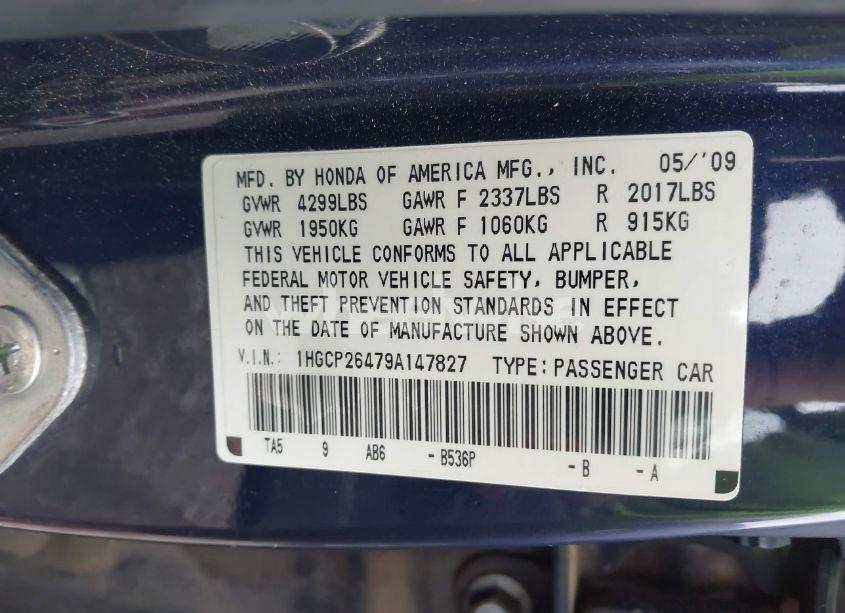 MFD. BY HONDA OF AMERICA MFG., INC. 05/'09
GVWR 4299LBS GAWR F 2337LBS R 2017LBS
GVWR 1950KG GAWR F 1060KG R 915KG
THIS VEHICLE CONFORMS TO ALL APPLICABLE
FEDERAL MOTOR VEHICLE SAFETY, BUMPER,
AND THEFT PREVENTION STANDARDS IN EFFECT
ON THE DATE OF MANUFACTURE SHOWN ABOVE.
V.I.N.: 1HGCP26479A147827 TYPE:PASSENGER CAR
TA5 9 AB6 -B536P -B -A